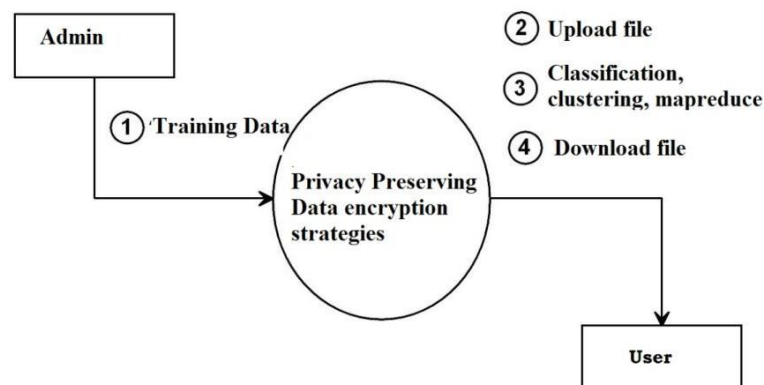 Admin
1 Training Data
Privacy Preserving
Data encryption
strategies
2 Upload file
3 Classification,
clustering, mapreduce
4 Download file
User